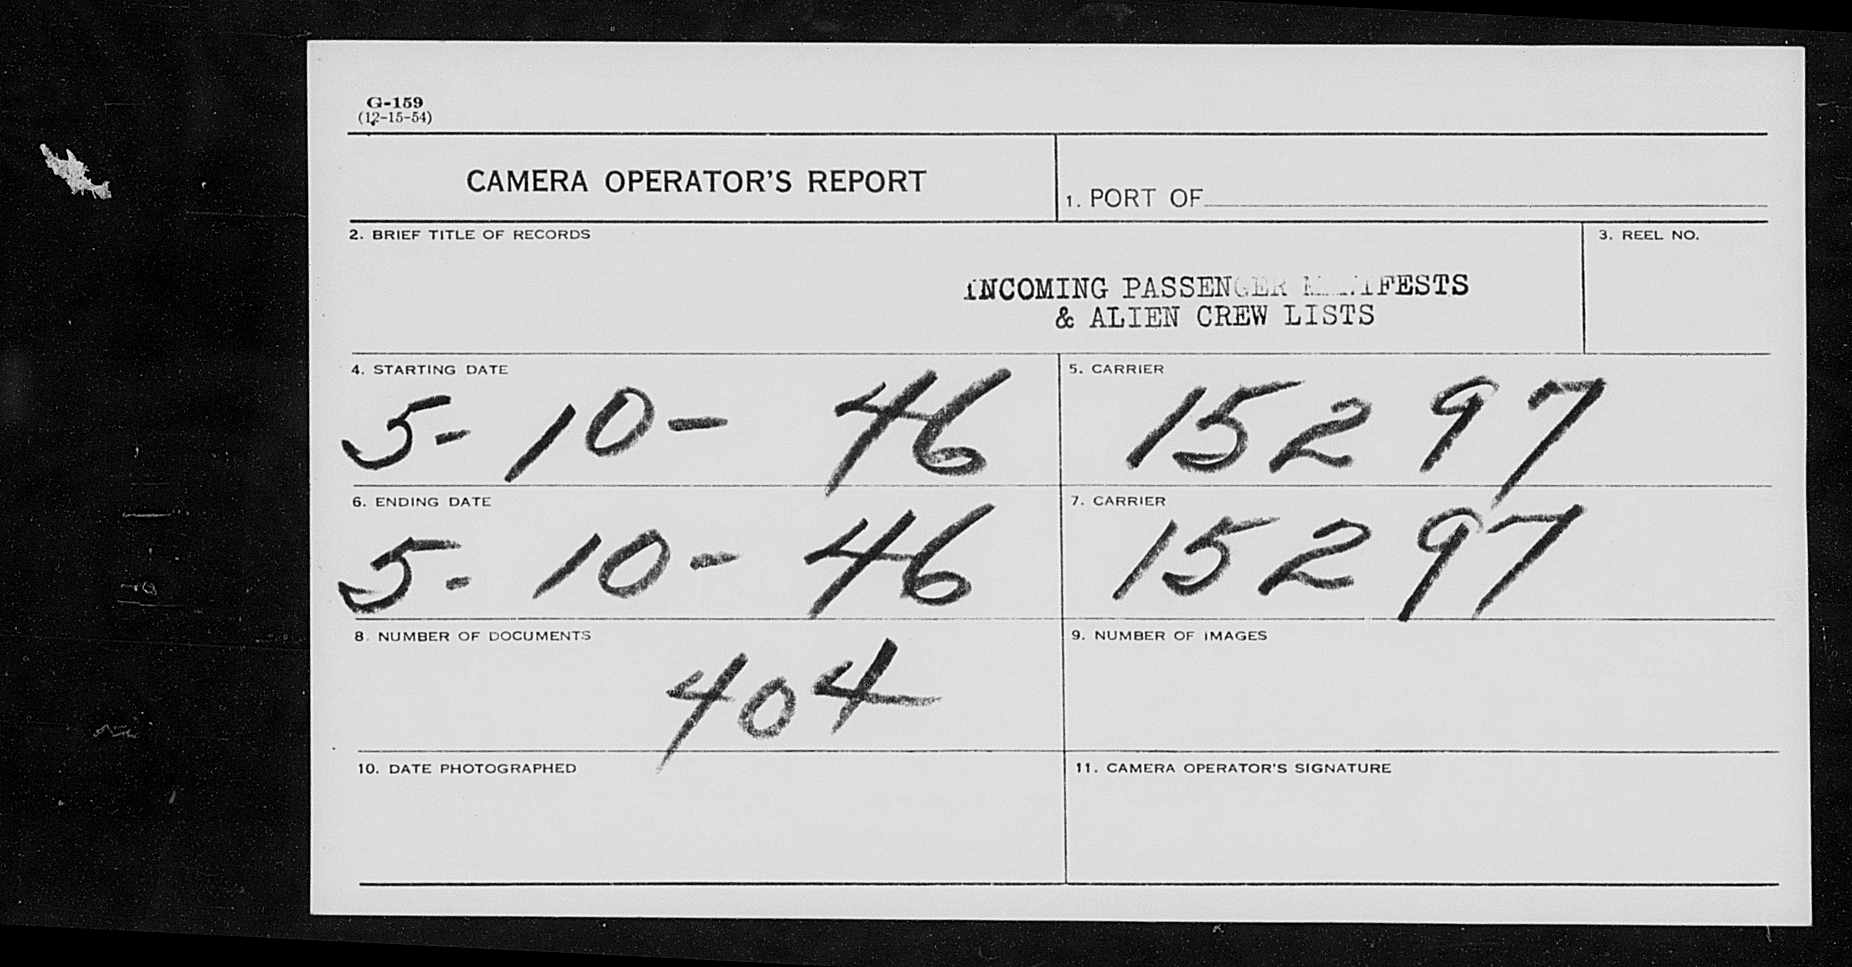 G-159
(12-15-54)
CAMERA OPERATOR'S REPORT
1. PORT OF
2. BRIEF TITLE OF RECORDS
3. REEL NO.
INCOMING PASSENGER MANIFESTS
& ALIEN CREW LISTS
4. STARTING DATE
5-10-46
5. CARRIER
15297
6. ENDING DATE
5-10-46
7. CARRIER
15297
8. NUMBER OF DOCUMENTS
404
9. NUMBER OF IMAGES
10. DATE PHOTOGRAPHED
11. CAMERA OPERATOR'S SIGNATURE